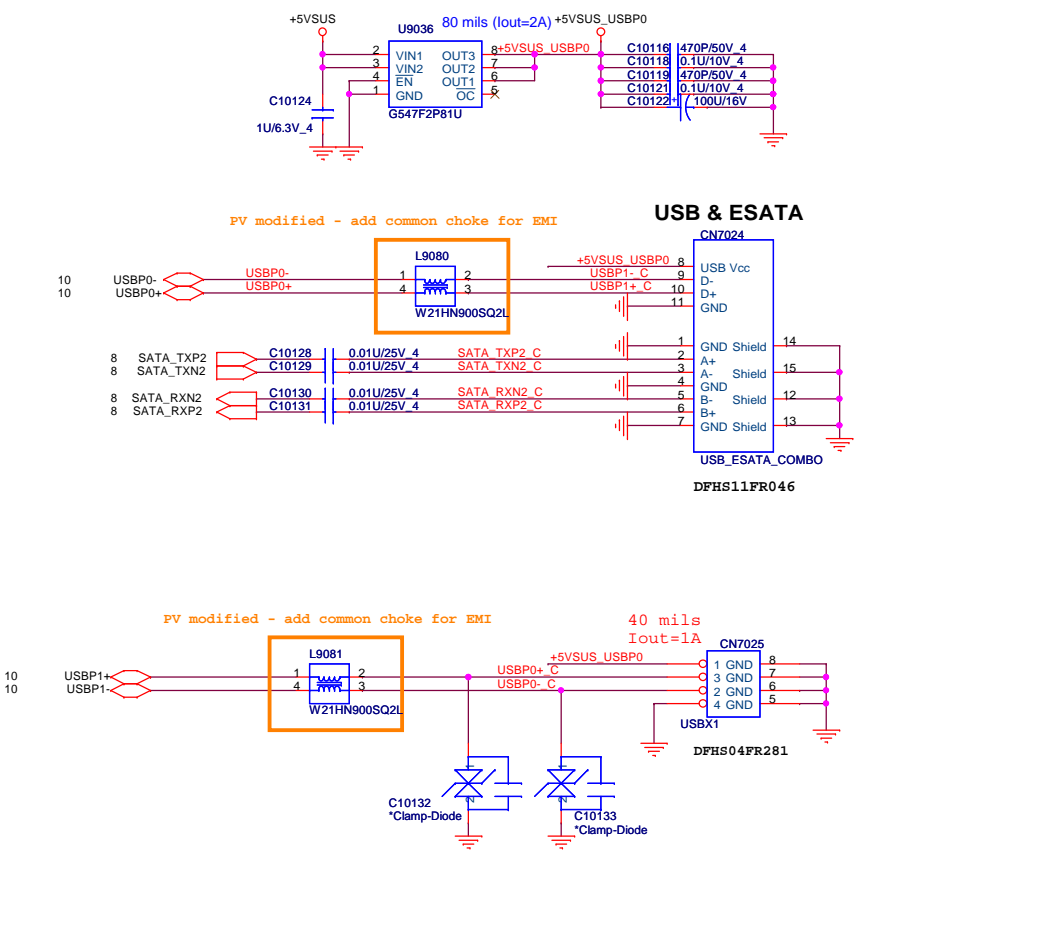 +5VSUS
U9036
80 mils (Iout=2A)
+5VSUS_USBP0
2
VIN1
OUT3
8
+5VSUS_USBP0
3
VIN2
OUT2
7
4
EN
OUT1
6
1
GND
OC
5
G547F2P81U
C10124
1U/6.3V_4
C10116
470P/50V_4
C10118
0.1U/10V_4
C10119
470P/50V_4
C10121
0.1U/10V_4
C10122
+
100U/16V
PV modified - add common choke for EMI
USB & ESATA
CN7024
L9080
+5VSUS_USBP0
8
USB Vcc
10
USBP0-
USBP0-
1
2
USBP1-_C
9
D-
10
USBP0+
USBP0+
4
3
USBP1+_C
10
D+
11
GND
W21HN900SQ2L
1
GND
Shield
14
8
SATA_TXP2
C10128
0.01U/25V_4
SATA_TXP2_C
2
A+
8
SATA_TXN2
C10129
0.01U/25V_4
SATA_TXN2_C
3
A-
Shield
15
4
GND
8
SATA_RXN2
C10130
0.01U/25V_4
SATA_RXN2_C
5
B-
Shield
12
8
SATA_RXP2
C10131
0.01U/25V_4
SATA_RXP2_C
6
B+
7
GND
Shield
13
USB_ESATA_COMBO
DFHS11FR046
PV modified - add common choke for EMI
40 mils
Iout=1A
CN7025
L9081
+5VSUS_USBP0
1
GND
8
10
USBP1+
1
2
USBP0+_C
3
GND
7
10
USBP1-
4
3
USBP0-_C
2
GND
6
4
GND
5
W21HN900SQ2L
USBX1
DFHS04FR281
1
2
C10132
*Clamp-Diode
1
2
C10133
*Clamp-Diode